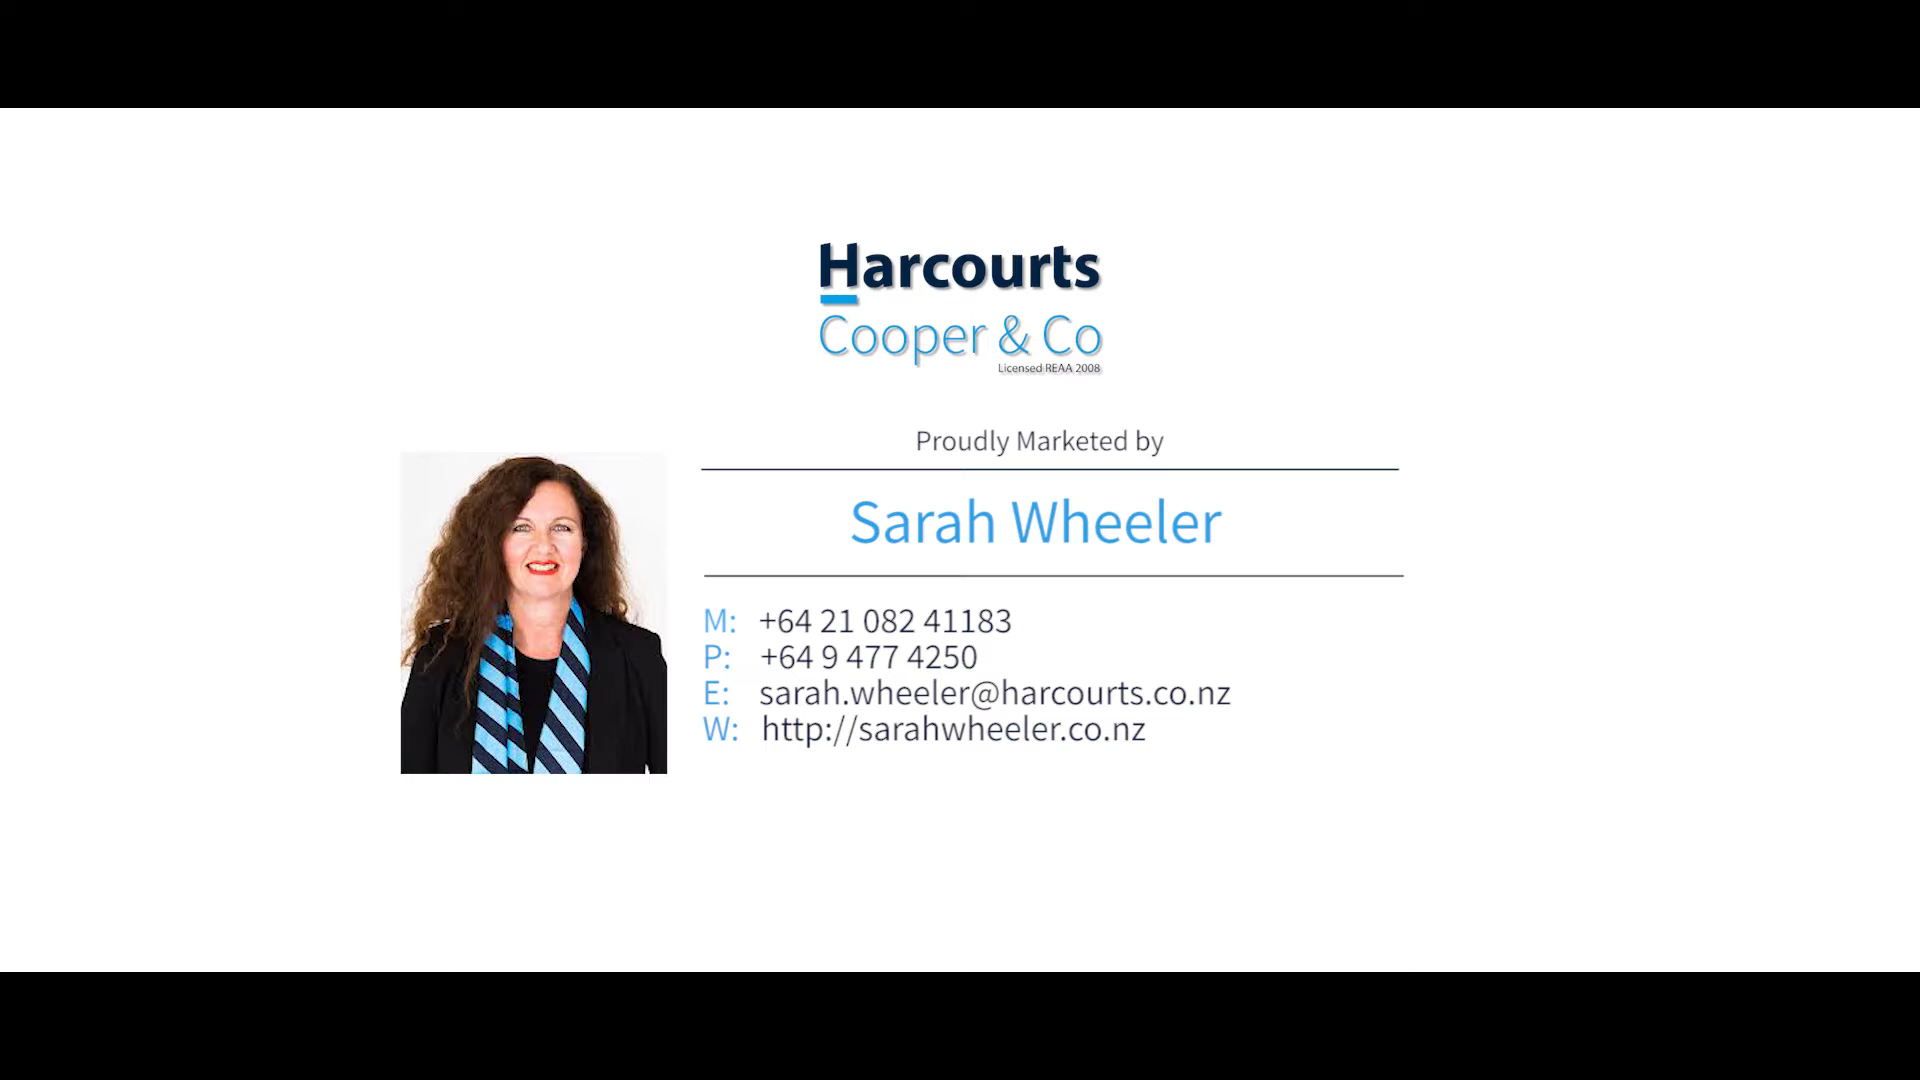 Harcourts
Cooper & Co
Licensed REAA 2008
Proudly Marketed by
Sarah Wheeler
M: +64 21 082 41183
P: +64 9 477 4250
E: sarah.wheeler@harcourts.co.nz
W: http://sarahwheeler.co.nz